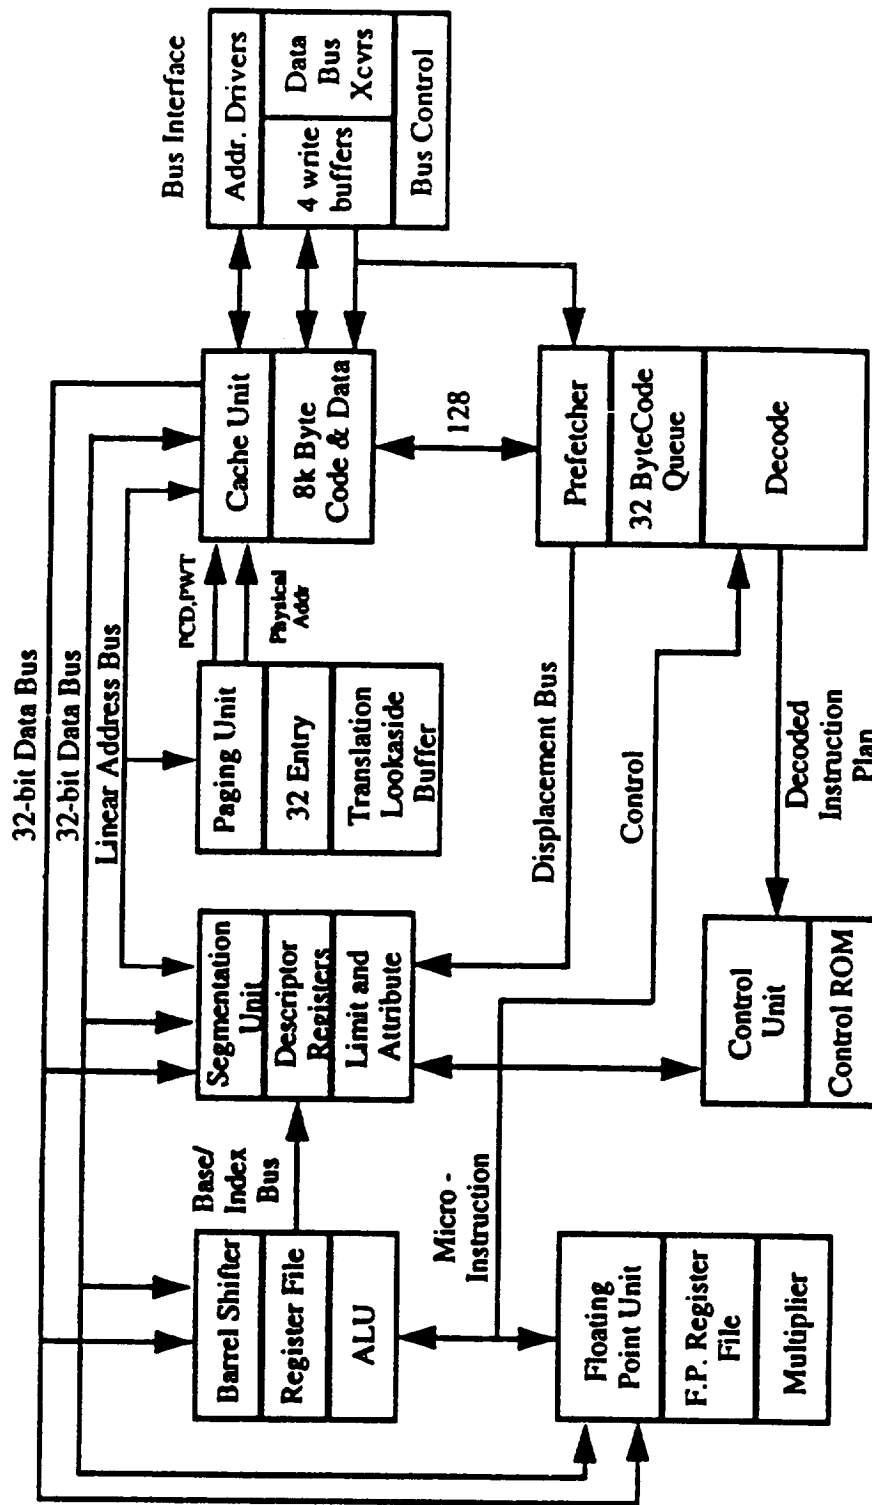 32-bit Data Bus
32-bit Data Bus
Linear Address Bus
Bus Interface
Barrel Shifter
Register File
ALU
Base/
Index
Bus
Segmentation
Unit
Descriptor
Registers
Limit and
Attribute
Paging Unit
32 Entry
Translation
Lookaside
Buffer
PCD,PWT
Physical
Addr
Cache Unit
8k Byte
Code & Data
Addr. Drivers
4 write
buffers
Data
Bus
Xcvrs
Bus Control
128
Displacement Bus
Micro -
Instruction
Control
Prefetcher
32 ByteCode
Queue
Decode
Floating
Point Unit
F.P. Register
File
Multiplier
Control
Unit
Control ROM
Decoded
Instruction
Plan